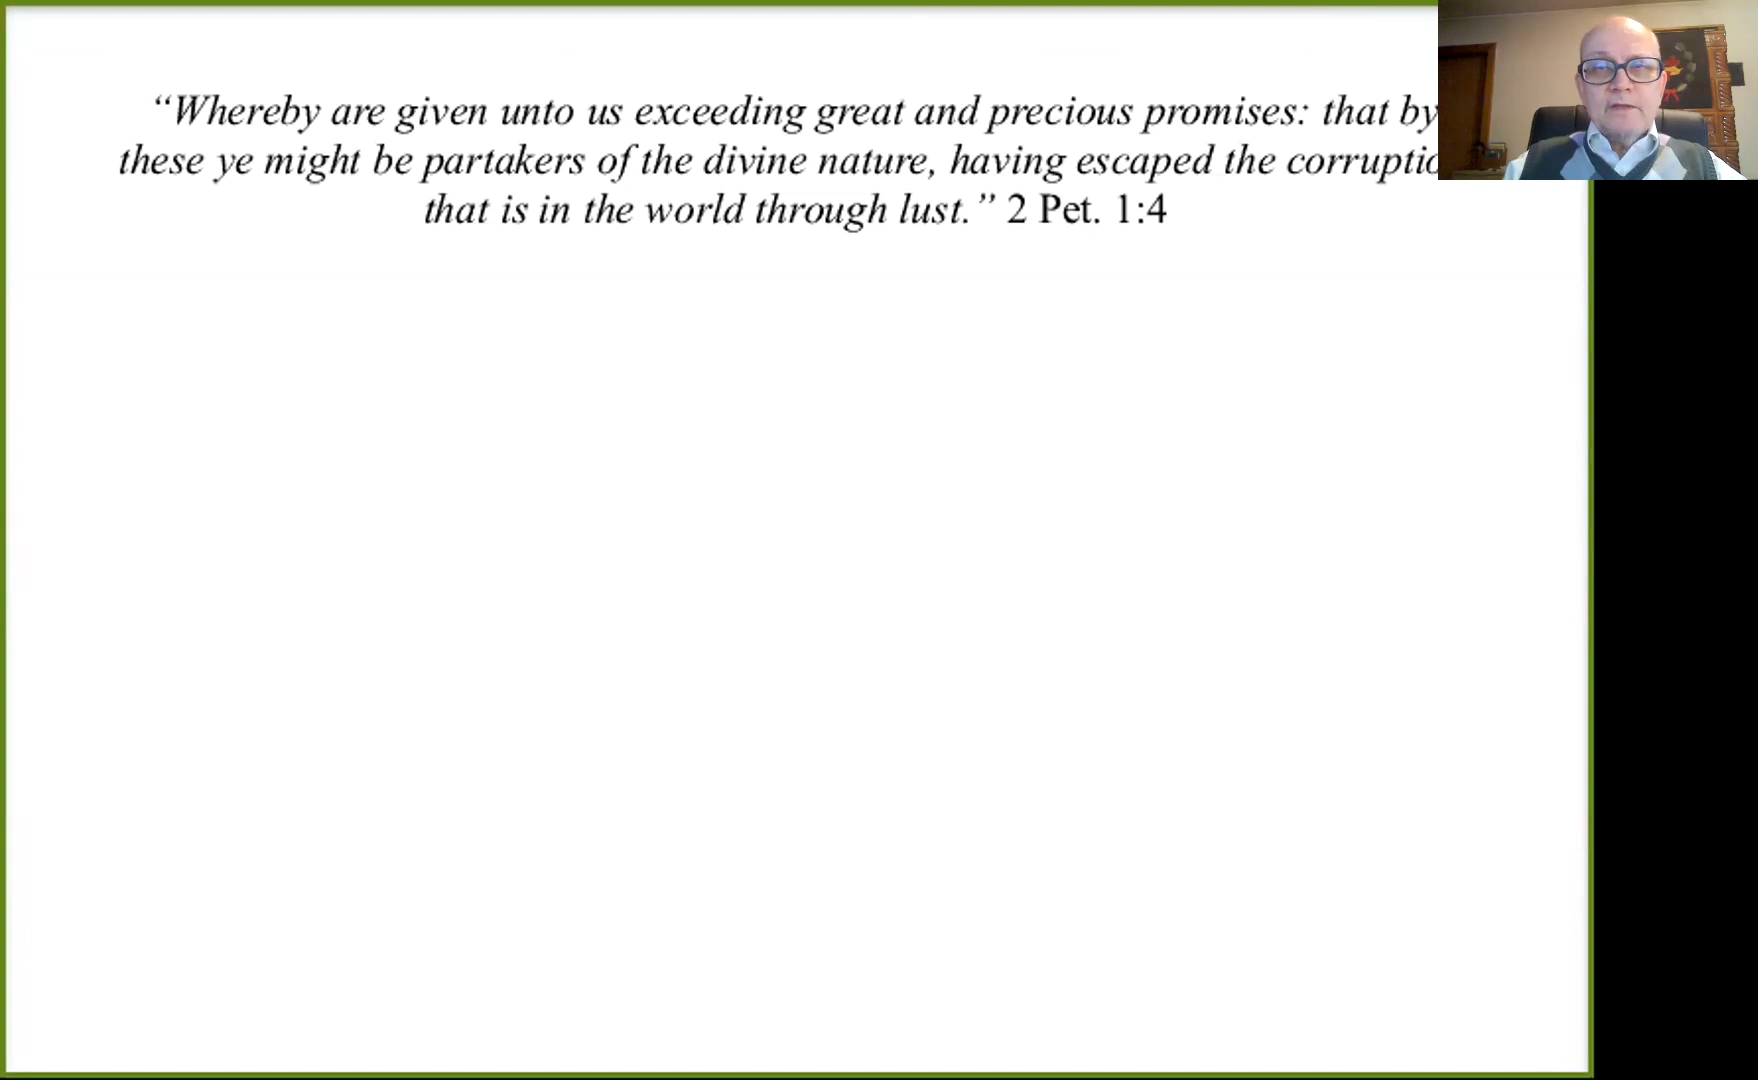 “Whereby are given unto us exceeding great and precious promises: that by
these ye might be partakers of the divine nature, having escaped the corruptio
that is in the world through lust.” 2 Pet. 1:4